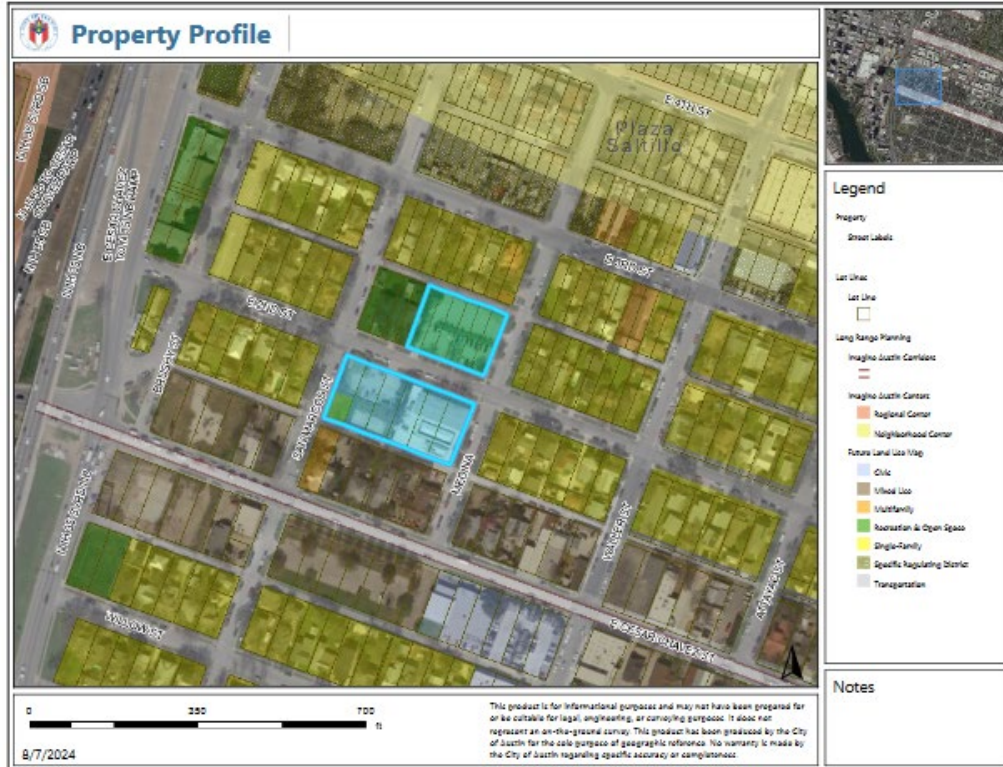 Property Profile
E 4TH ST
Plaza
Saltillo
E 3RD ST
E 2ND ST
BRUSHY ST
SAN MARCOS ST
MEDINA
WALLER ST
ATTAYAC ST
WILLOW ST
E CESAR CHAVEZ ST
0 350 700
ft
8/7/2024
This product is for informational purposes and may not have been prepared for
or be suitable for legal, engineering, or surveying purposes. It does not
represent an on-the-ground survey. This product has been produced by the City
of Austin for the sole purpose of geographic reference. No warranty is made by
the City of Austin regarding specific accuracy or completeness.
Legend
Property
Street Labels
Lot Lines
Lot Line
Long Range Planning
Imagine Austin Corridors
Imagine Austin Centers
Regional Center
Neighborhood Center
Future Land Use Map
Civic
Mixed Use
Multifamily
Recreation & Open Space
Single-Family
Specific Regulating District
Transportation
Notes